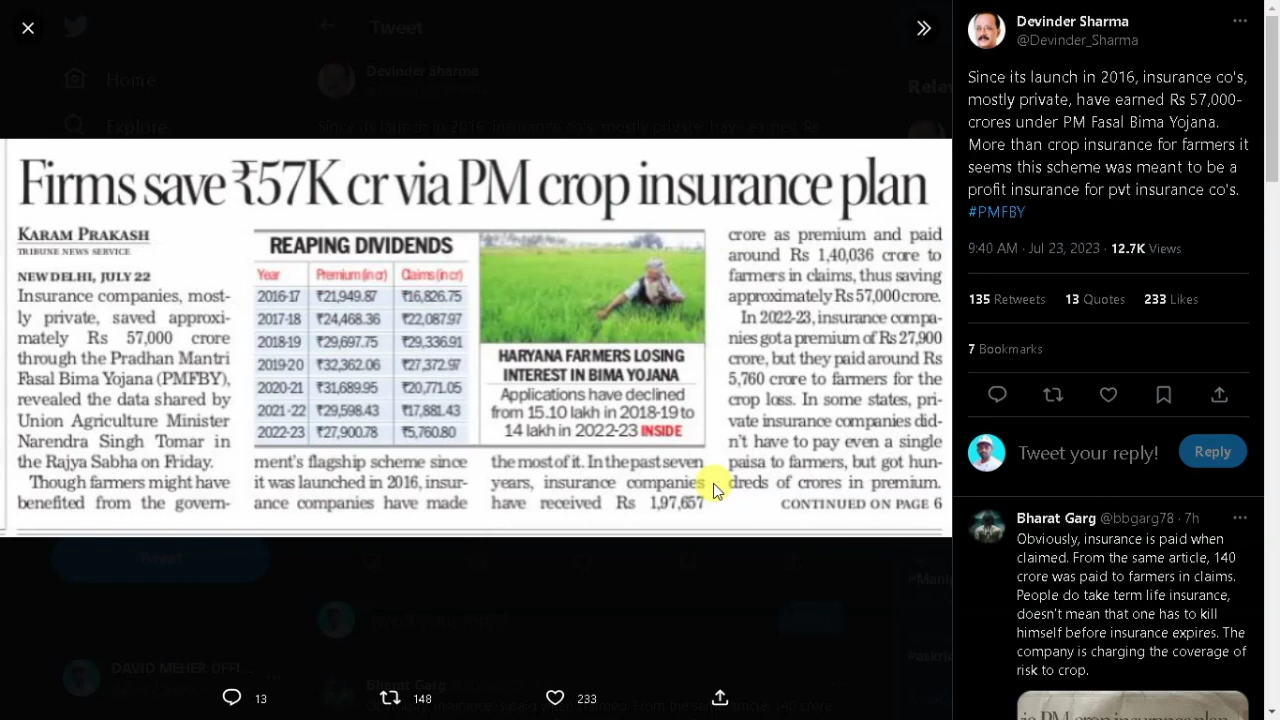 Tweet
Home
Explore
Devinder Sharma
Firms save ₹57K cr via PM crop insurance plan
KARAM PRAKASH
TRIBUNE NEWS SERVICE
NEW DELHI, JULY 22
Insurance companies, most-
ly private, saved approxi-
mately Rs 57,000 crore
through the Pradhan Mantri
Fasal Bima Yojana (PMFBY),
revealed the data shared by
Union Agriculture Minister
Narendra Singh Tomar in
the Rajya Sabha on Friday.
Though farmers might have
benefited from the govern-
REAPING DIVIDENDS
Year Premium (in cr) Claims (in cr)
2016-17 ₹21,949.87 ₹16,826.75
2017-18 ₹24,468.36 ₹22,087.97
2018-19 ₹29,697.75 ₹29,336.91
2019-20 ₹32,362.06 ₹27,372.97
2020-21 ₹31,689.95 ₹20,771.05
2021-22 ₹29,598.43 ₹17,881.43
2022-23 ₹27,900.78 ₹5,760.80
HARYANA FARMERS LOSING
INTEREST IN BIMA YOJANA
Applications have declined
from 15.10 lakh in 2018-19 to
14 lakh in 2022-23 INSIDE
ment's flagship scheme since
it was launched in 2016, insur-
ance companies have made
the most of it. In the past seven
years, insurance companies
have received Rs 1,97,657
crore as premium and paid
around Rs 1,40,036 crore to
farmers in claims, thus saving
approximately Rs 57,000 crore.
In 2022-23, insurance compa-
nies got a premium of Rs 27,900
crore, but they paid around Rs
5,760 crore to farmers for the
crop loss. In some states, pri-
vate insurance companies did-
n't have to pay even a single
paisa to farmers, but got hun-
dreds of crores in premium.
CONTINUED ON PAGE 6
Tweet
DAVID MEHER OFFI...
Bharat Garg
13
148
233
Devinder Sharma
@Devinder_Sharma
Since its launch in 2016, insurance co's,
mostly private, have earned Rs 57,000-
crores under PM Fasal Bima Yojana.
More than crop insurance for farmers it
seems this scheme was meant to be a
profit insurance for pvt insurance co's.
#PMFBY
9:40 AM · Jul 23, 2023 · 12.7K Views
135 Retweets 13 Quotes 233 Likes
7 Bookmarks
Tweet your reply!
Reply
Bharat Garg @bbgarg78 · 7h
Obviously, insurance is paid when
claimed. From the same article, 140
crore was paid to farmers in claims.
People do take term life insurance,
doesn't mean that one has to kill
himself before insurance expires. The
company is charging the coverage of
risk to crop.